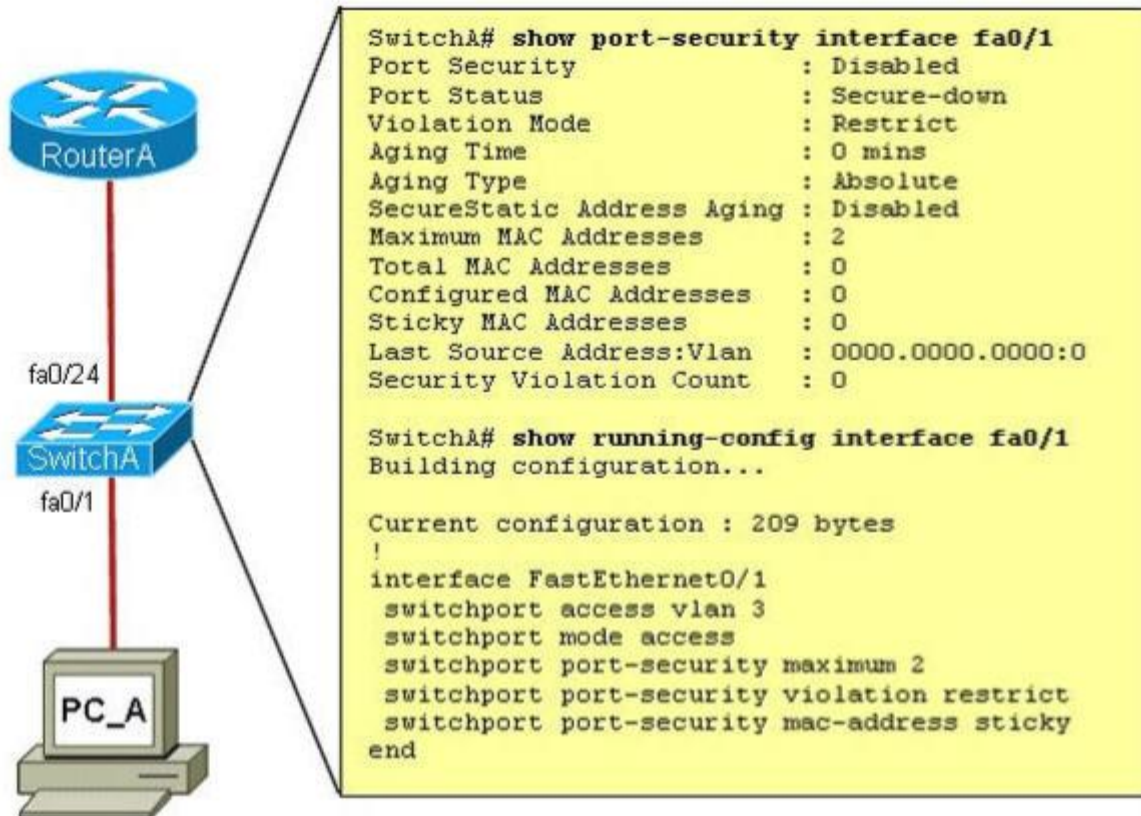 RouterA
fa0/24
SwitchA
fa0/1
PC_A
SwitchA# show port-security interface fa0/1
Port Security : Disabled
Port Status : Secure-down
Violation Mode : Restrict
Aging Time : 0 mins
Aging Type : Absolute
SecureStatic Address Aging : Disabled
Maximum MAC Addresses : 2
Total MAC Addresses : 0
Configured MAC Addresses : 0
Sticky MAC Addresses : 0
Last Source Address:Vlan : 0000.0000.0000:0
Security Violation Count : 0
SwitchA# show running-config interface fa0/1
Building configuration...
Current configuration : 209 bytes
!
interface FastEthernet0/1
switchport access vlan 3
switchport mode access
switchport port-security maximum 2
switchport port-security violation restrict
switchport port-security mac-address sticky
end